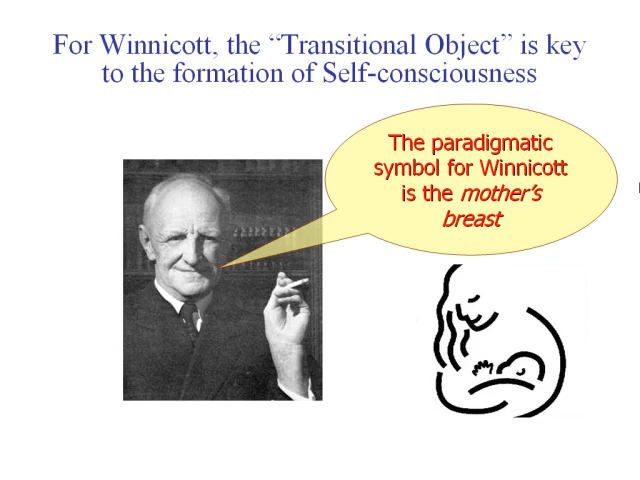 For Winnicott, the “Transitional Object” is key
to the formation of Self-consciousness
The paradigmatic
symbol for Winnicott
is the mother’s
breast